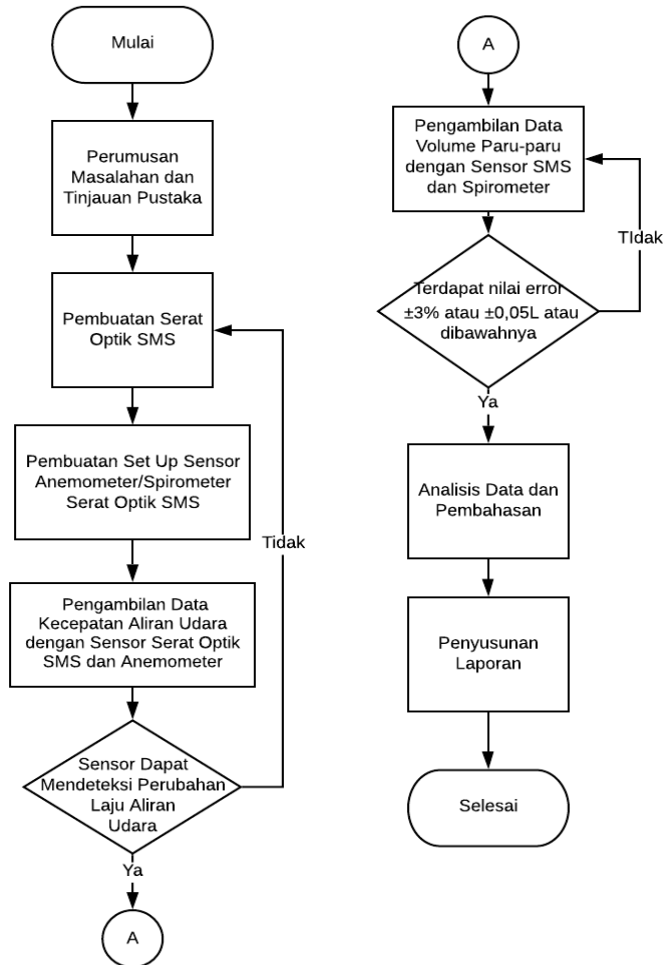 Mulai
Perumusan
Masalahan dan
Tinjauan Pustaka
Pembuatan Serat
Optik SMS
Pembuatan Set Up Sensor
Anemometer/Spirometer
Serat Optik SMS
Tidak
Pengambilan Data
Kecepatan Aliran Udara
dengan Sensor Serat Optik
SMS dan Anemometer
Sensor Dapat
Mendeteksi Perubahan
Laju Aliran
Udara
Ya
A
A
Pengambilan Data
Volume Paru-paru
dengan Sensor SMS
dan Spirometer
TIdak
Terdapat nilai error
±3% atau ±0,05L atau
dibawahnya
Ya
Analisis Data dan
Pembahasan
Penyusunan
Laporan
Selesai